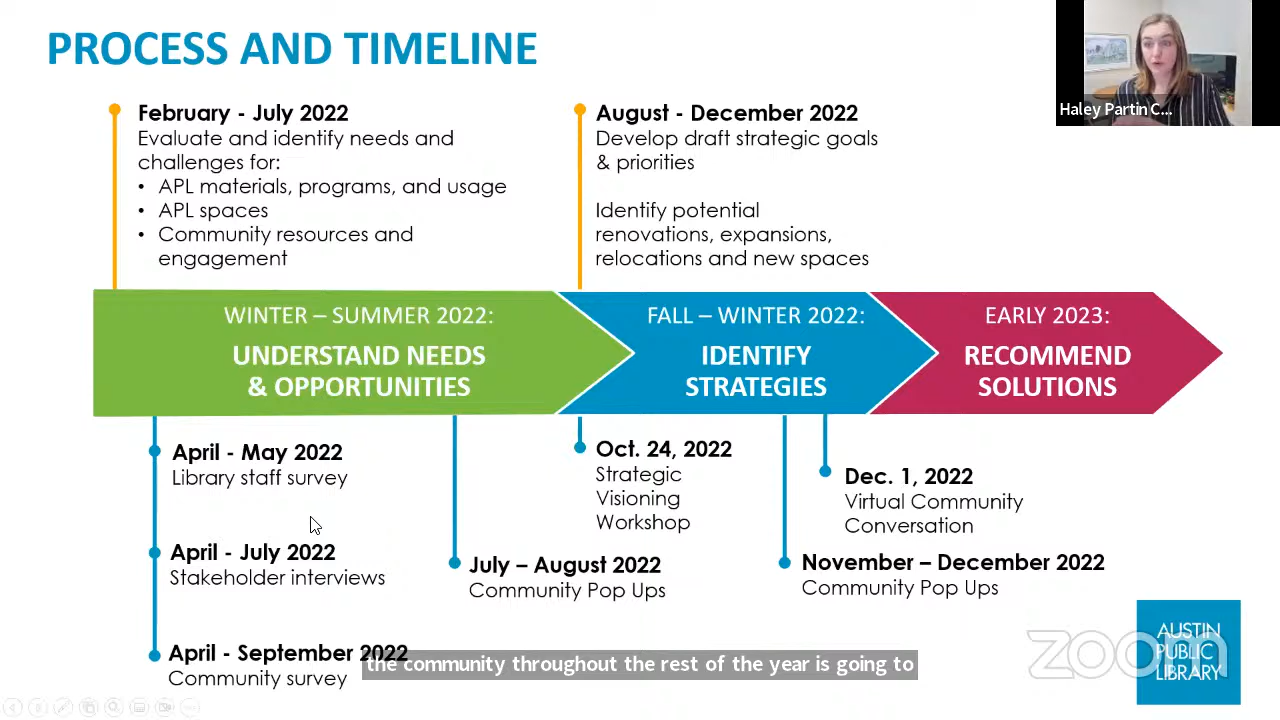 PROCESS AND TIMELINE
Haley Partin C...
February - July 2022
Evaluate and identify needs and
challenges for:
• APL materials, programs, and usage
• APL spaces
• Community resources and
engagement
August - December 2022
Develop draft strategic goals
& priorities
Identify potential
renovations, expansions,
relocations and new spaces
WINTER – SUMMER 2022:
UNDERSTAND NEEDS
& OPPORTUNITIES
FALL – WINTER 2022:
IDENTIFY
STRATEGIES
EARLY 2023:
RECOMMEND
SOLUTIONS
April - May 2022
Library staff survey
April - July 2022
Stakeholder interviews
April - September 2022
Community survey
July – August 2022
Community Pop Ups
Oct. 24, 2022
Strategic
Visioning
Workshop
Dec. 1, 2022
Virtual Community
Conversation
November – December 2022
Community Pop Ups
the community throughout the rest of the year is going to
AUSTIN
PUBLIC
LIBRARY
zoom